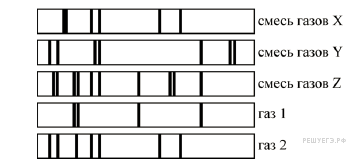 смесь газов X
смесь газов Y
смесь газов Z
газ 1
газ 2
РЕШУЕГЭ.РФ